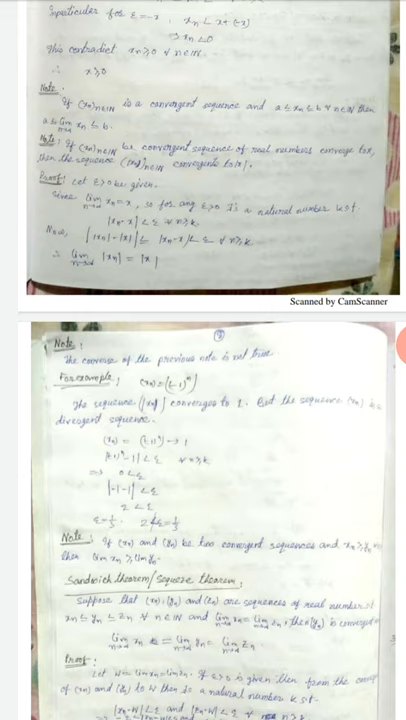 Inparticular for ε=-x, xn < x+(-x)
⇒ xn<0
This contradict xn≥0 ∀ n∈ℕ.
∴ x≥0
Note:
If (xn)n∈ℕ is a convergent sequence and a≤xn≤b ∀ n∈ℕ then
a≤ lim n→∞ xn ≤ b.
Note: If (xn)n∈ℕ be convergent sequence of real numbers converge to x,
then the sequence (|xn|)n∈ℕ converges to |x|.
Proof: Let ε>0 be given.
Since lim n→∞ xn=x, so for any ε>0 ∃ a natural number k s.t.
|xn-x|<ε ∀ n≥k
Now, ||xn|-|x|| ≤ |xn-x|<ε ∀ n≥k
∴ lim n→∞ |xn| = |x|
Scanned by CamScanner
Note:
The converse of the previous note is not true
For example, (xn)=((-1)^n)
The sequence (|xn|) converges to 1. But the sequence (xn) is a
divergent sequence.
(xn) = (-1)^n → 1
|(-1)^n-1|<ε ∀ n≥k
⇒ 0<ε
|-1-1|<ε
2<ε
Note: If (xn) and (yn) be two convergent sequences and xn≥yn
then lim xn ≥ lim yn.
Sandwich theorem/Squeeze theorem:
Suppose that (xn), (yn) and (zn) are sequences of real number st
xn≤yn≤zn ∀ n∈ℕ and lim n→∞ xn= lim n→∞ zn, then (yn) is convergent
lim n→∞ xn = lim n→∞ yn = lim n→∞ zn.
Proof:
Let W=lim xn=lim zn. If ε>0 is given then from the
of (xn) and (zn) to W then is a natural number k s.t.
|xn-W|<ε and |zn-W|<ε ∀ n≥k